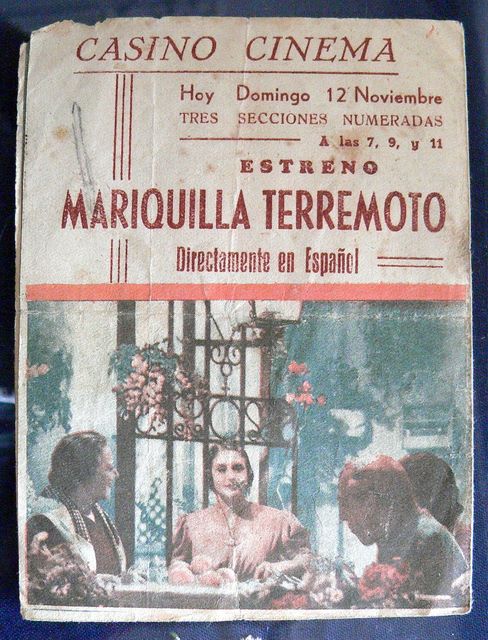 CASINO CINEMA
Hoy Domingo 12 Noviembre
TRES SECCIONES NUMERADAS
A las 7, 9, y 11
ESTRENO
MARIQUILLA TERREMOTO
Directamente en Español